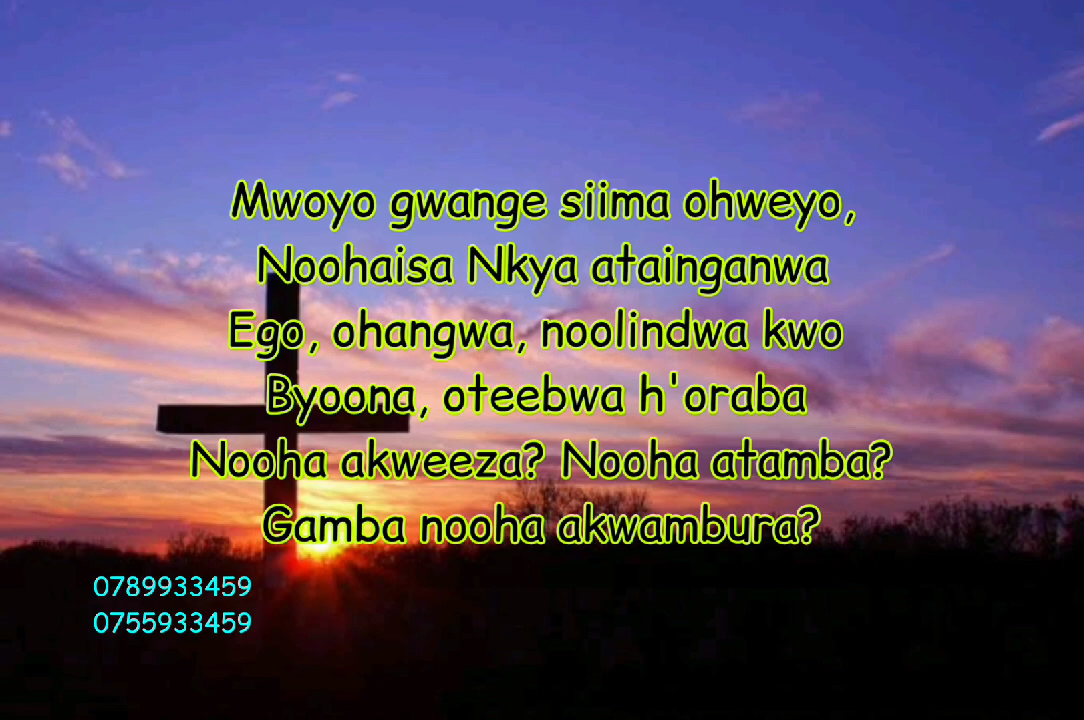 Mwoyo gwange siima ohweyo,
Noohaisa Nkya atainganwa
Ego, ohangwa, noolindwa kwo
Byoona, oteebwa h'oraba
Nooha akweeza? Nooha atamba?
Gamba nooha akwambura?
0789933459
0755933459